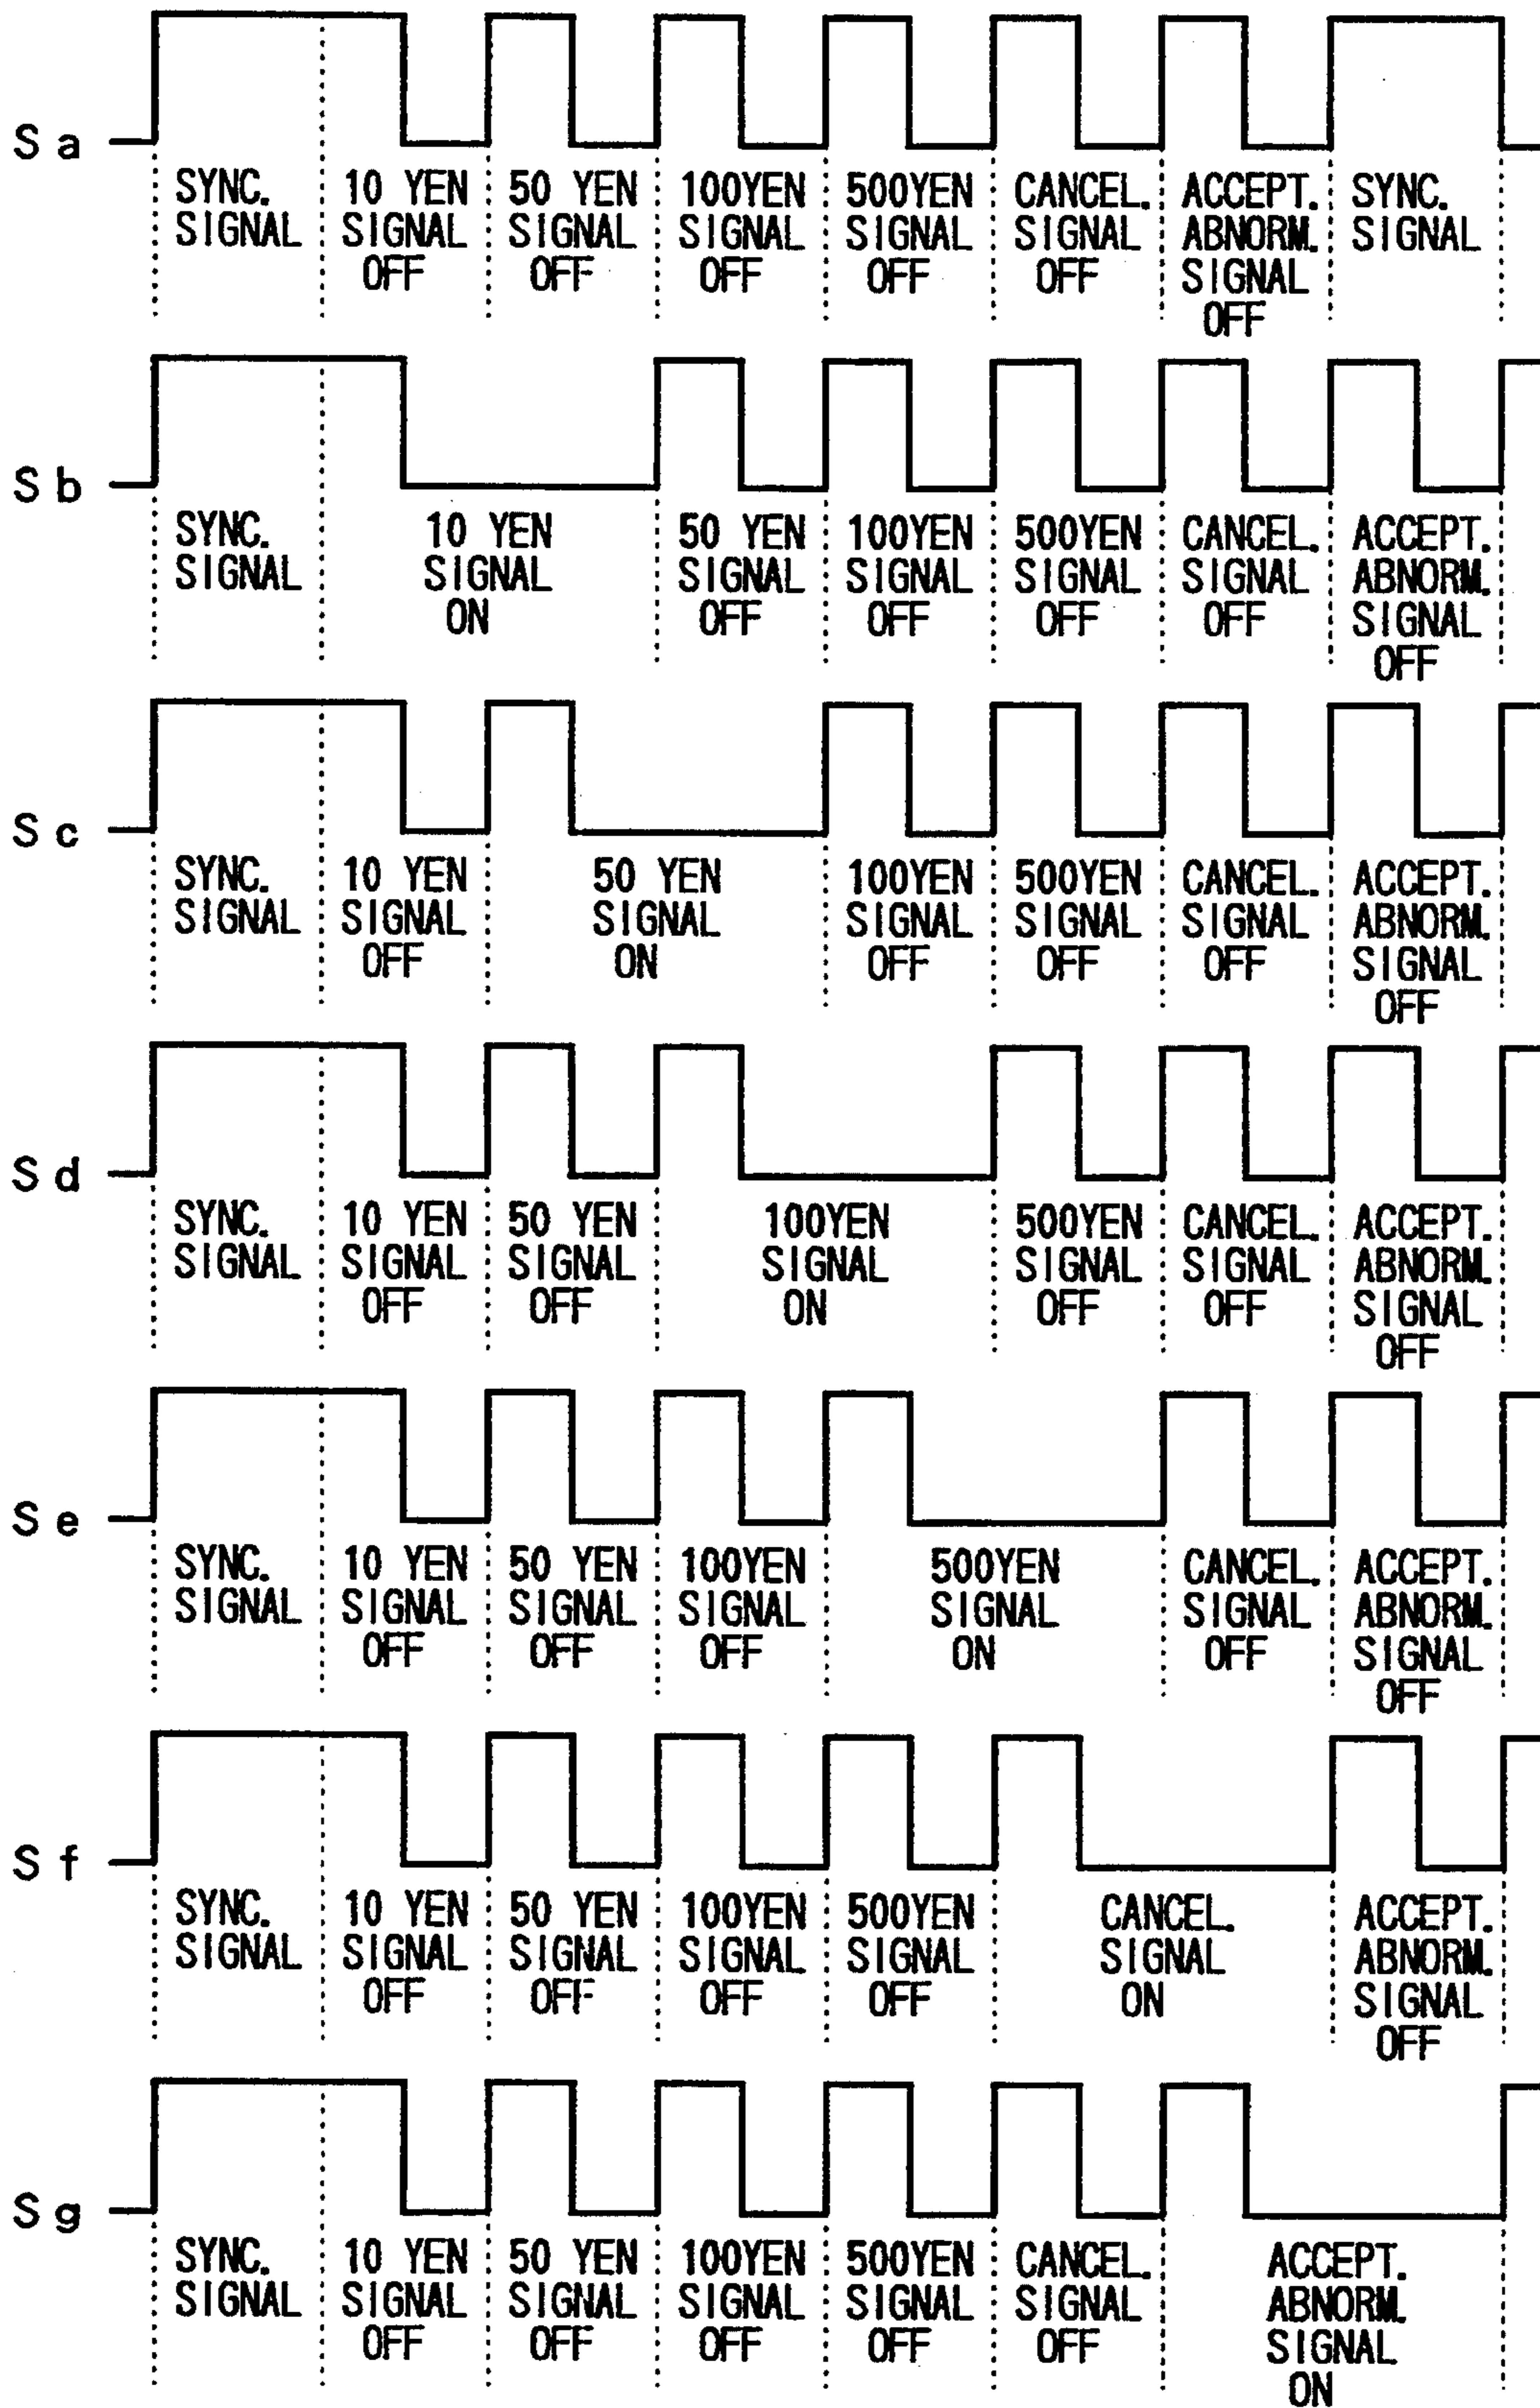 S a
SYNC. 10 YEN 50 YEN 100YEN 500YEN CANCEL. ACCEPT. SYNC.
SIGNAL SIGNAL SIGNAL SIGNAL SIGNAL SIGNAL ABNORM. SIGNAL
OFF OFF OFF OFF OFF SIGNAL
OFF
S b
SYNC. 10 YEN 50 YEN 100YEN 500YEN CANCEL. ACCEPT.
SIGNAL SIGNAL SIGNAL SIGNAL SIGNAL SIGNAL ABNORM.
ON OFF OFF OFF OFF SIGNAL
OFF
S c
SYNC. 10 YEN 50 YEN 100YEN 500YEN CANCEL. ACCEPT.
SIGNAL SIGNAL SIGNAL SIGNAL SIGNAL SIGNAL ABNORM.
OFF ON OFF OFF OFF SIGNAL
OFF
S d
SYNC. 10 YEN 50 YEN 100YEN 500YEN CANCEL. ACCEPT.
SIGNAL SIGNAL SIGNAL SIGNAL SIGNAL SIGNAL ABNORM.
OFF OFF ON OFF OFF SIGNAL
OFF
S e
SYNC. 10 YEN 50 YEN 100YEN 500YEN CANCEL. ACCEPT.
SIGNAL SIGNAL SIGNAL SIGNAL SIGNAL SIGNAL ABNORM.
OFF OFF OFF ON OFF SIGNAL
OFF
S f
SYNC. 10 YEN 50 YEN 100YEN 500YEN CANCEL. ACCEPT.
SIGNAL SIGNAL SIGNAL SIGNAL SIGNAL SIGNAL ABNORM.
OFF OFF OFF OFF ON SIGNAL
OFF
S g
SYNC. 10 YEN 50 YEN 100YEN 500YEN CANCEL. ACCEPT.
SIGNAL SIGNAL SIGNAL SIGNAL SIGNAL SIGNAL ABNORM.
OFF OFF OFF OFF OFF SIGNAL
ON